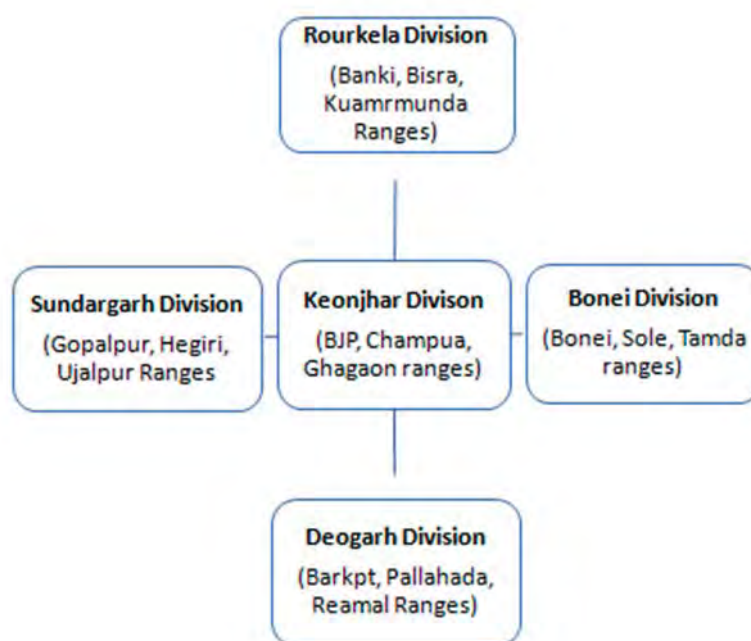 Rourkela Division
(Banki, Bisra,
Kuamrmunda
Ranges)
Sundargarh Division
(Gopalpur, Hegiri,
Ujalpur Ranges
Keonjhar Divison
(BJP, Champua,
Ghagaon ranges)
Bonei Division
(Bonei, Sole, Tamda
ranges)
Deogarh Division
(Barkpt, Pallahada,
Reamal Ranges)